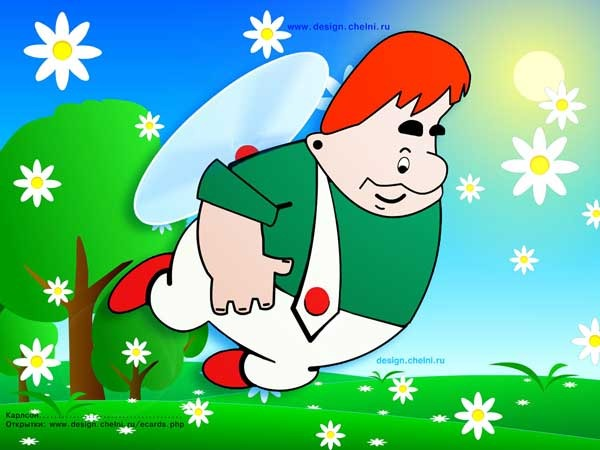 www.design.chelni.ru
design.chelni.ru
Карлсон..................................
Открытки: www.design.chelni.ru/ecards.php